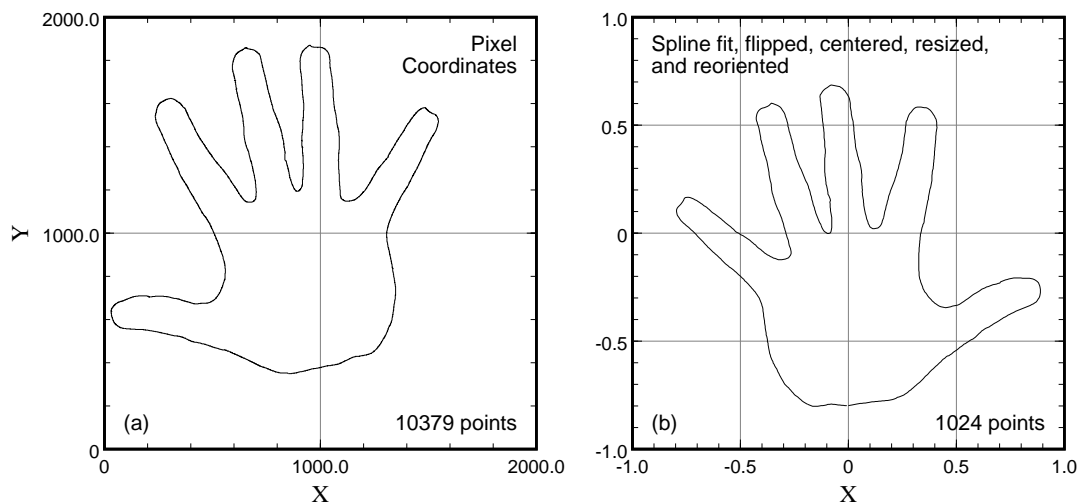 2000.0
Pixel
Coordinates
1000.0
Y
(a)
10379 points
0
0
1000.0
2000.0
X
1.0
Spline fit, flipped, centered, resized,
and reoriented
0.5
0
-0.5
(b)
1024 points
-1.0
-1.0
-0.5
0
0.5
1.0
X